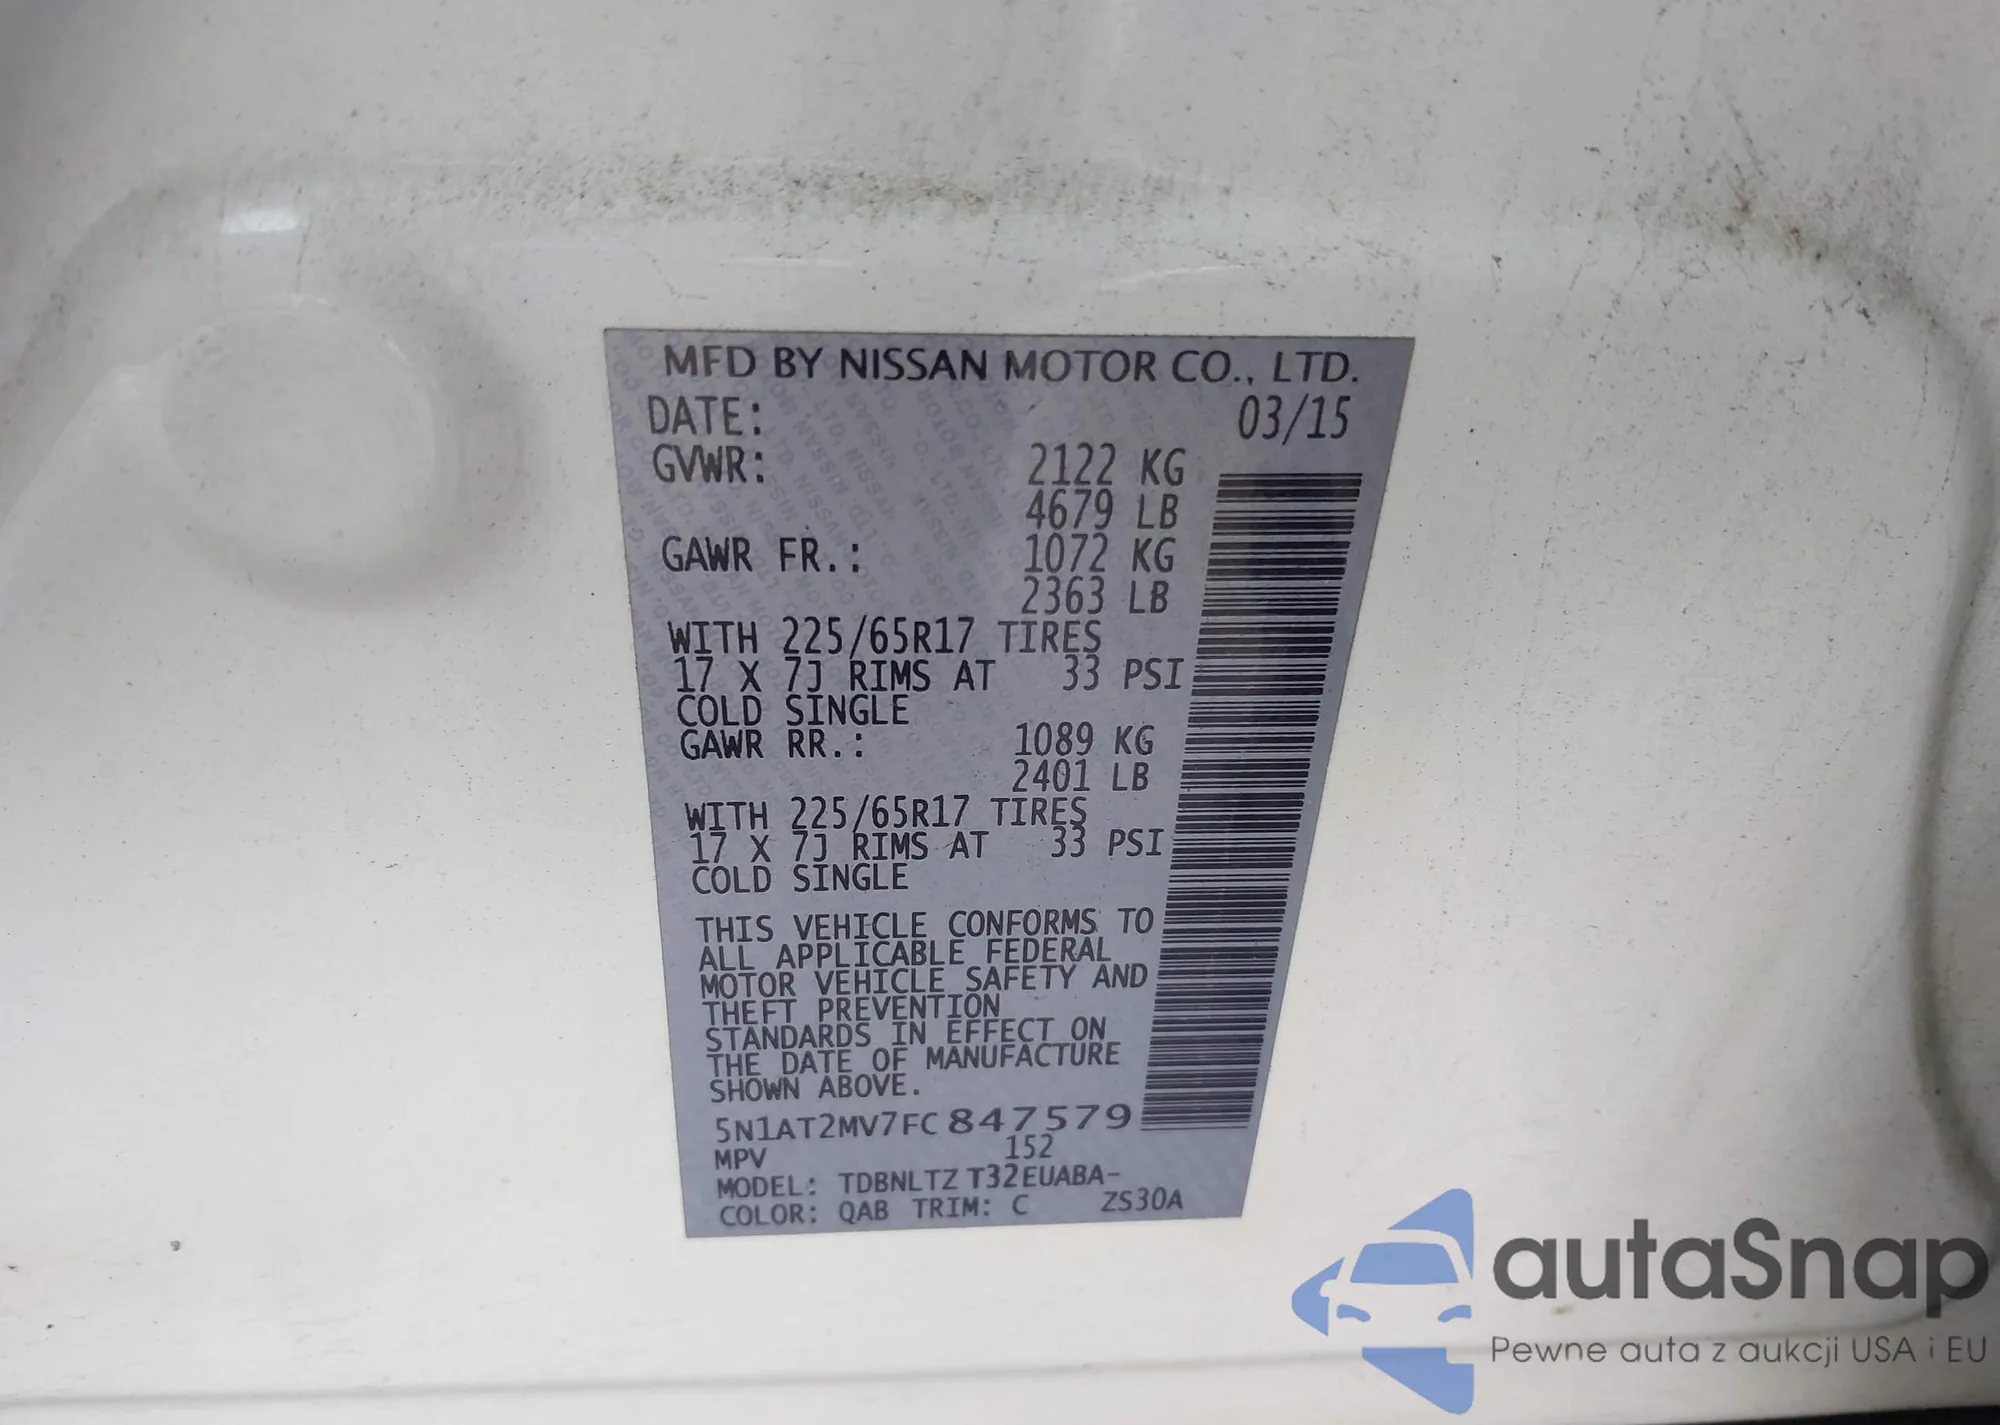 MFD BY NISSAN MOTOR CO., LTD.
DATE: 03/15
GVWR: 2122 KG
4679 LB
GAWR FR.: 1072 KG
2363 LB
WITH 225/65R17 TIRES
17 X 7J RIMS AT 33 PSI
COLD SINGLE
GAWR RR.: 1089 KG
2401 LB
WITH 225/65R17 TIRES
17 X 7J RIMS AT 33 PSI
COLD SINGLE
THIS VEHICLE CONFORMS TO
ALL APPLICABLE FEDERAL
MOTOR VEHICLE SAFETY AND
THEFT PREVENTION
STANDARDS IN EFFECT ON
THE DATE OF MANUFACTURE
SHOWN ABOVE.
5N1AT2MV7FC847579
MPV 152
MODEL: TDBNLTZ T32EUABA-
COLOR: QAB TRIM: C ZS30A
autaSnap
Pewne auta z aukcji USA i EU